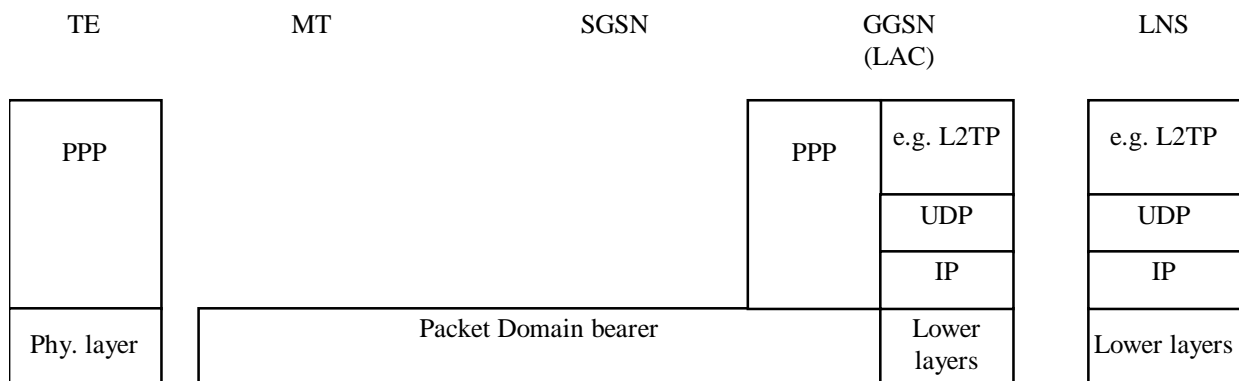 TE MT SGSN GGSN LNS
(LAC)
PPP PPP e.g. L2TP e.g. L2TP
UDP UDP
IP IP
Phy. layer Packet Domain bearer Lower layers Lower layers